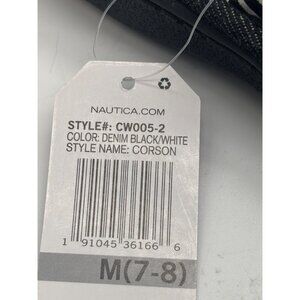 NAUTICA.COM
STYLE#: CW005-2
COLOR: DENIM BLACK/WHITE
STYLE NAME: CORSON
1 91045 36166 6
M(7-8)